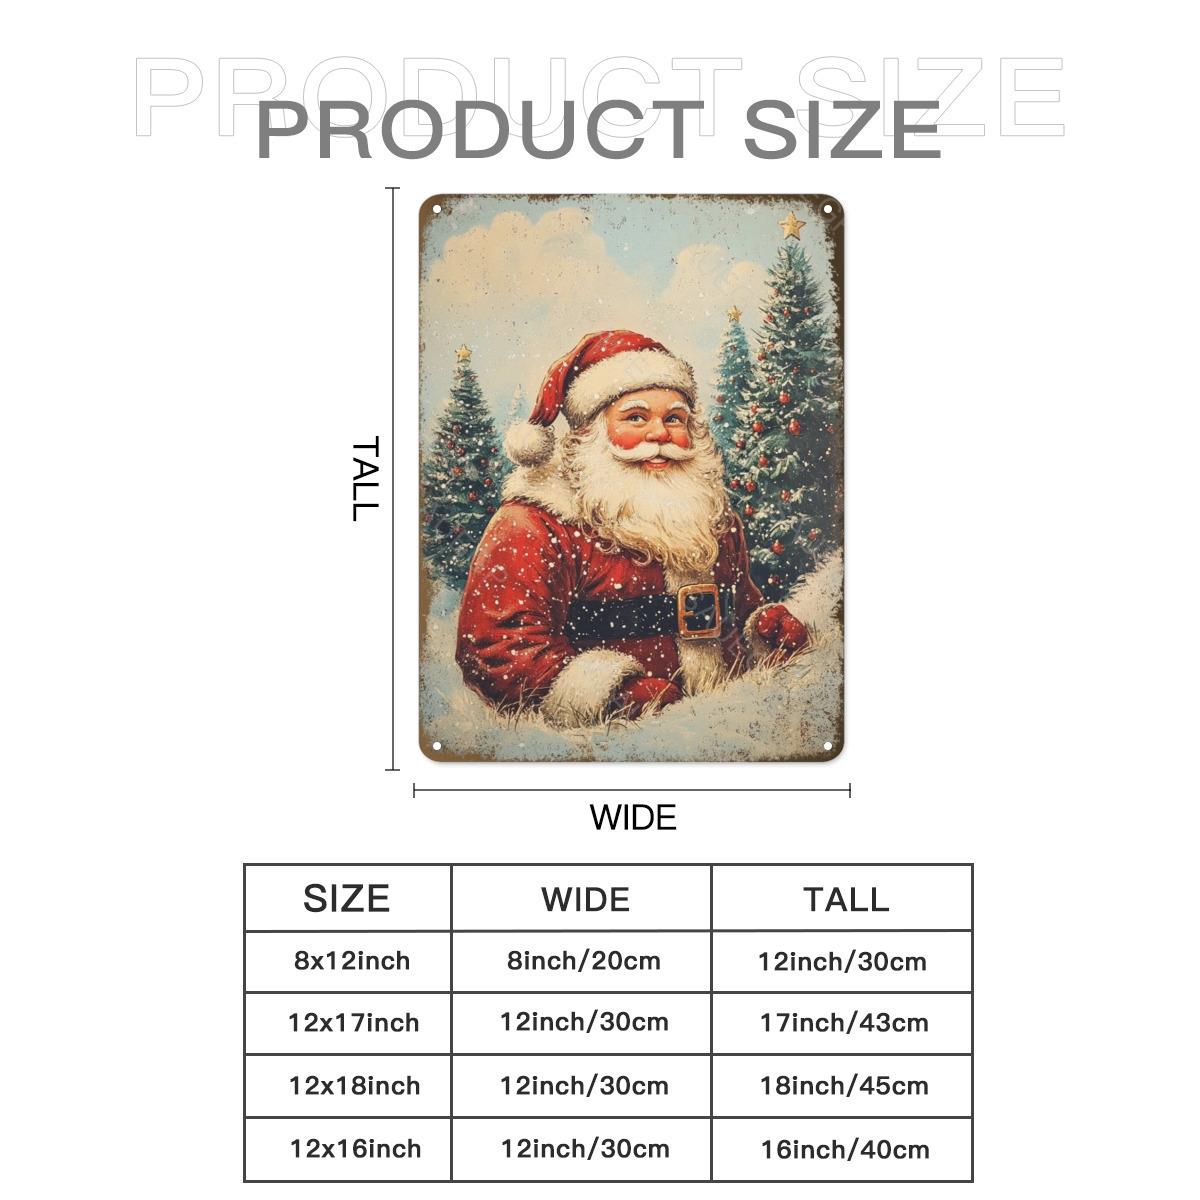 PRODUCT SIZE
PRODUCT SIZE
TALL
WIDE
SIZE WIDE TALL
8x12inch 8inch/20cm 12inch/30cm
12x17inch 12inch/30cm 17inch/43cm
12x18inch 12inch/30cm 18inch/45cm
12x16inch 12inch/30cm 16inch/40cm